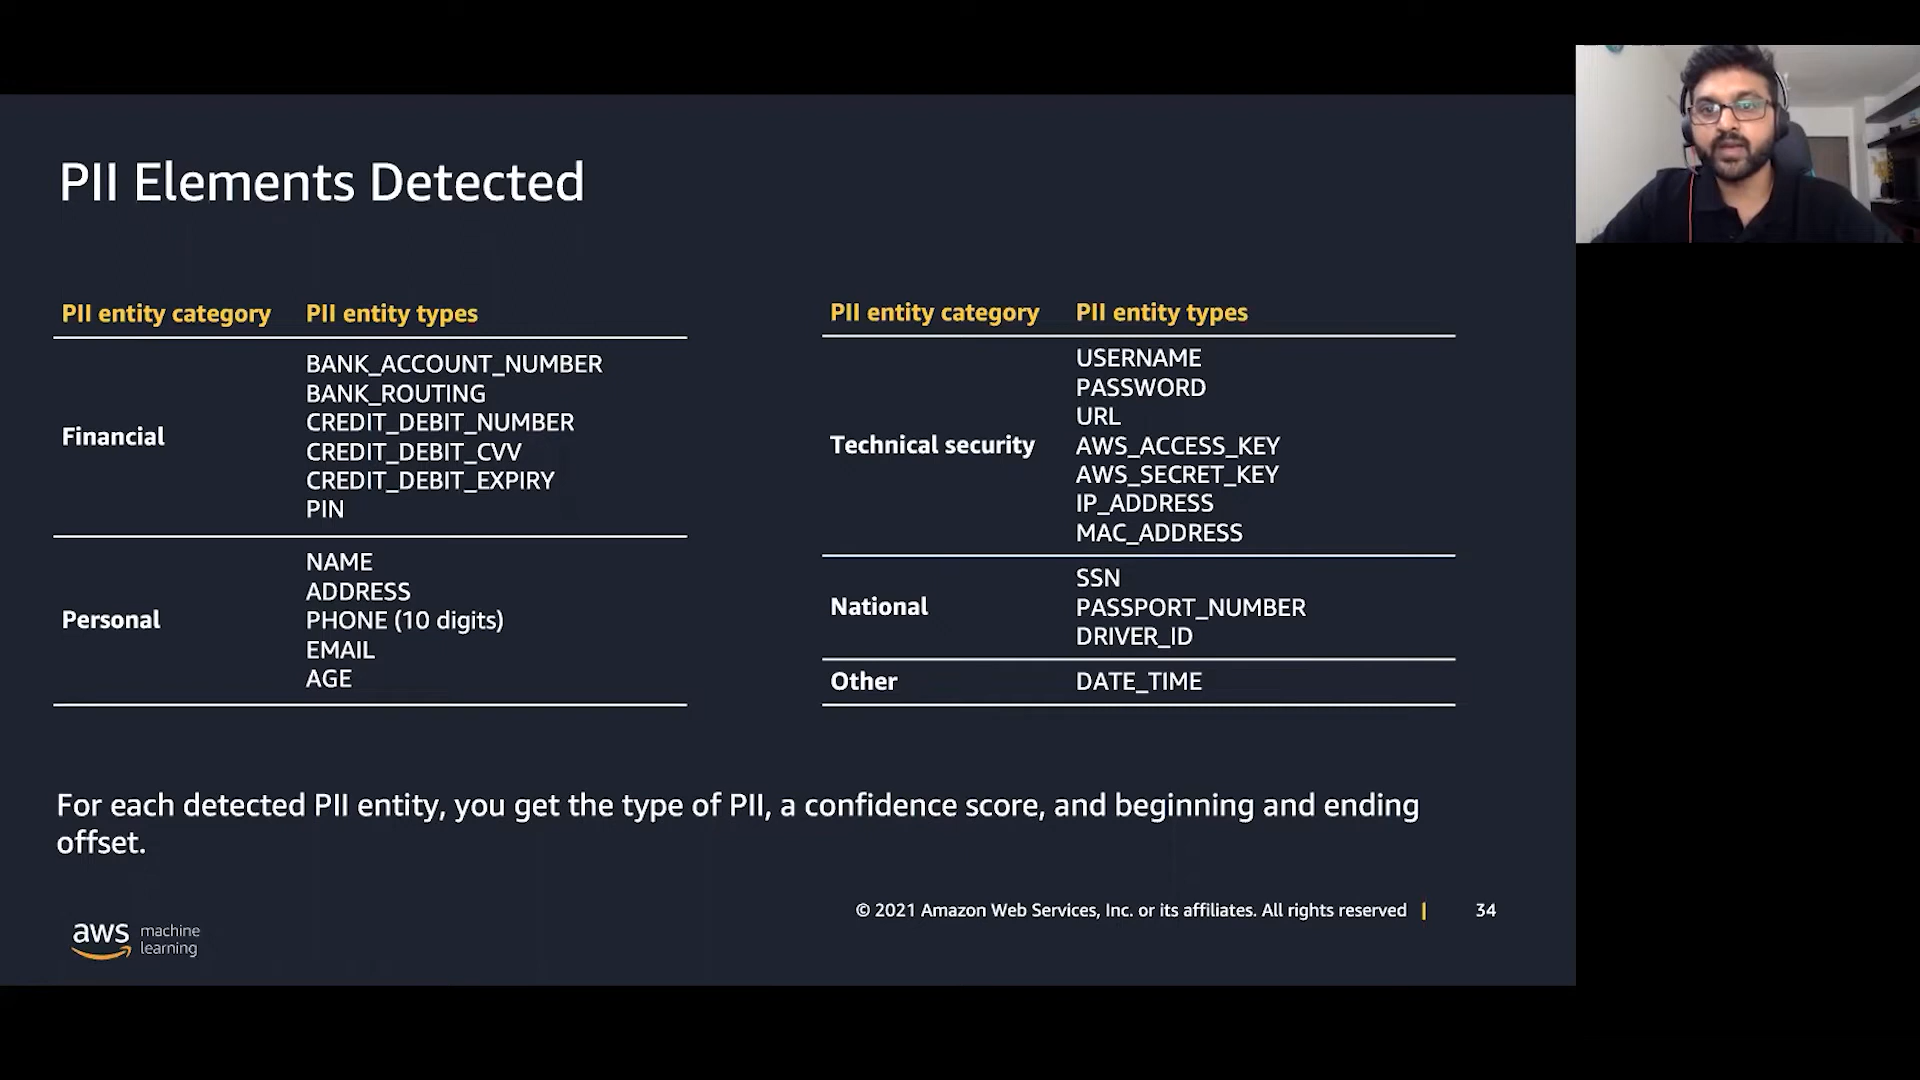 PII Elements Detected
PII entity category PII entity types
Financial
BANK_ACCOUNT_NUMBER
BANK_ROUTING
CREDIT_DEBIT_NUMBER
CREDIT_DEBIT_CVV
CREDIT_DEBIT_EXPIRY
PIN
Personal
NAME
ADDRESS
PHONE (10 digits)
EMAIL
AGE
PII entity category PII entity types
Technical security
USERNAME
PASSWORD
URL
AWS_ACCESS_KEY
AWS_SECRET_KEY
IP_ADDRESS
MAC_ADDRESS
National
SSN
PASSPORT_NUMBER
DRIVER_ID
Other DATE_TIME
For each detected PII entity, you get the type of PII, a confidence score, and beginning and ending
offset.
© 2021 Amazon Web Services, Inc. or its affiliates. All rights reserved | 34
aws machine
learning